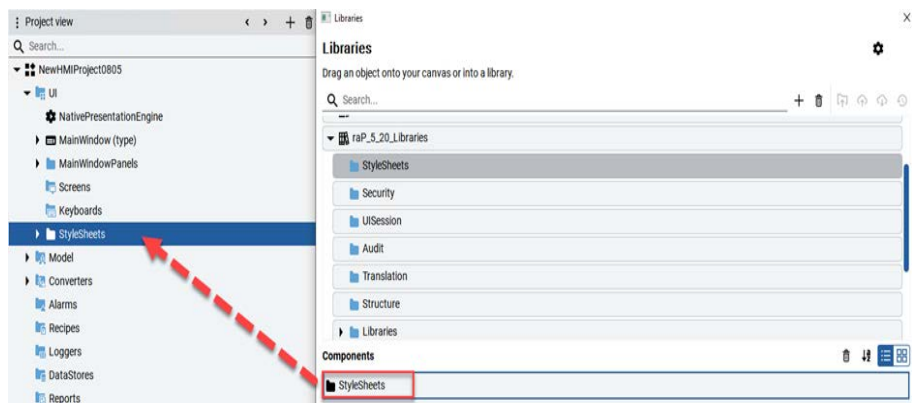 Project view
Search...
NewHMIProject0805
UI
NativePresentationEngine
MainWindow (type)
MainWindowPanels
Screens
Keyboards
StyleSheets
Model
Converters
Alarms
Recipes
Loggers
DataStores
Reports
Libraries
Libraries
Drag an object onto your canvas or into a library.
Search...
raP_5_20_Libraries
StyleSheets
Security
UISession
Audit
Translation
Structure
Libraries
Components
StyleSheets